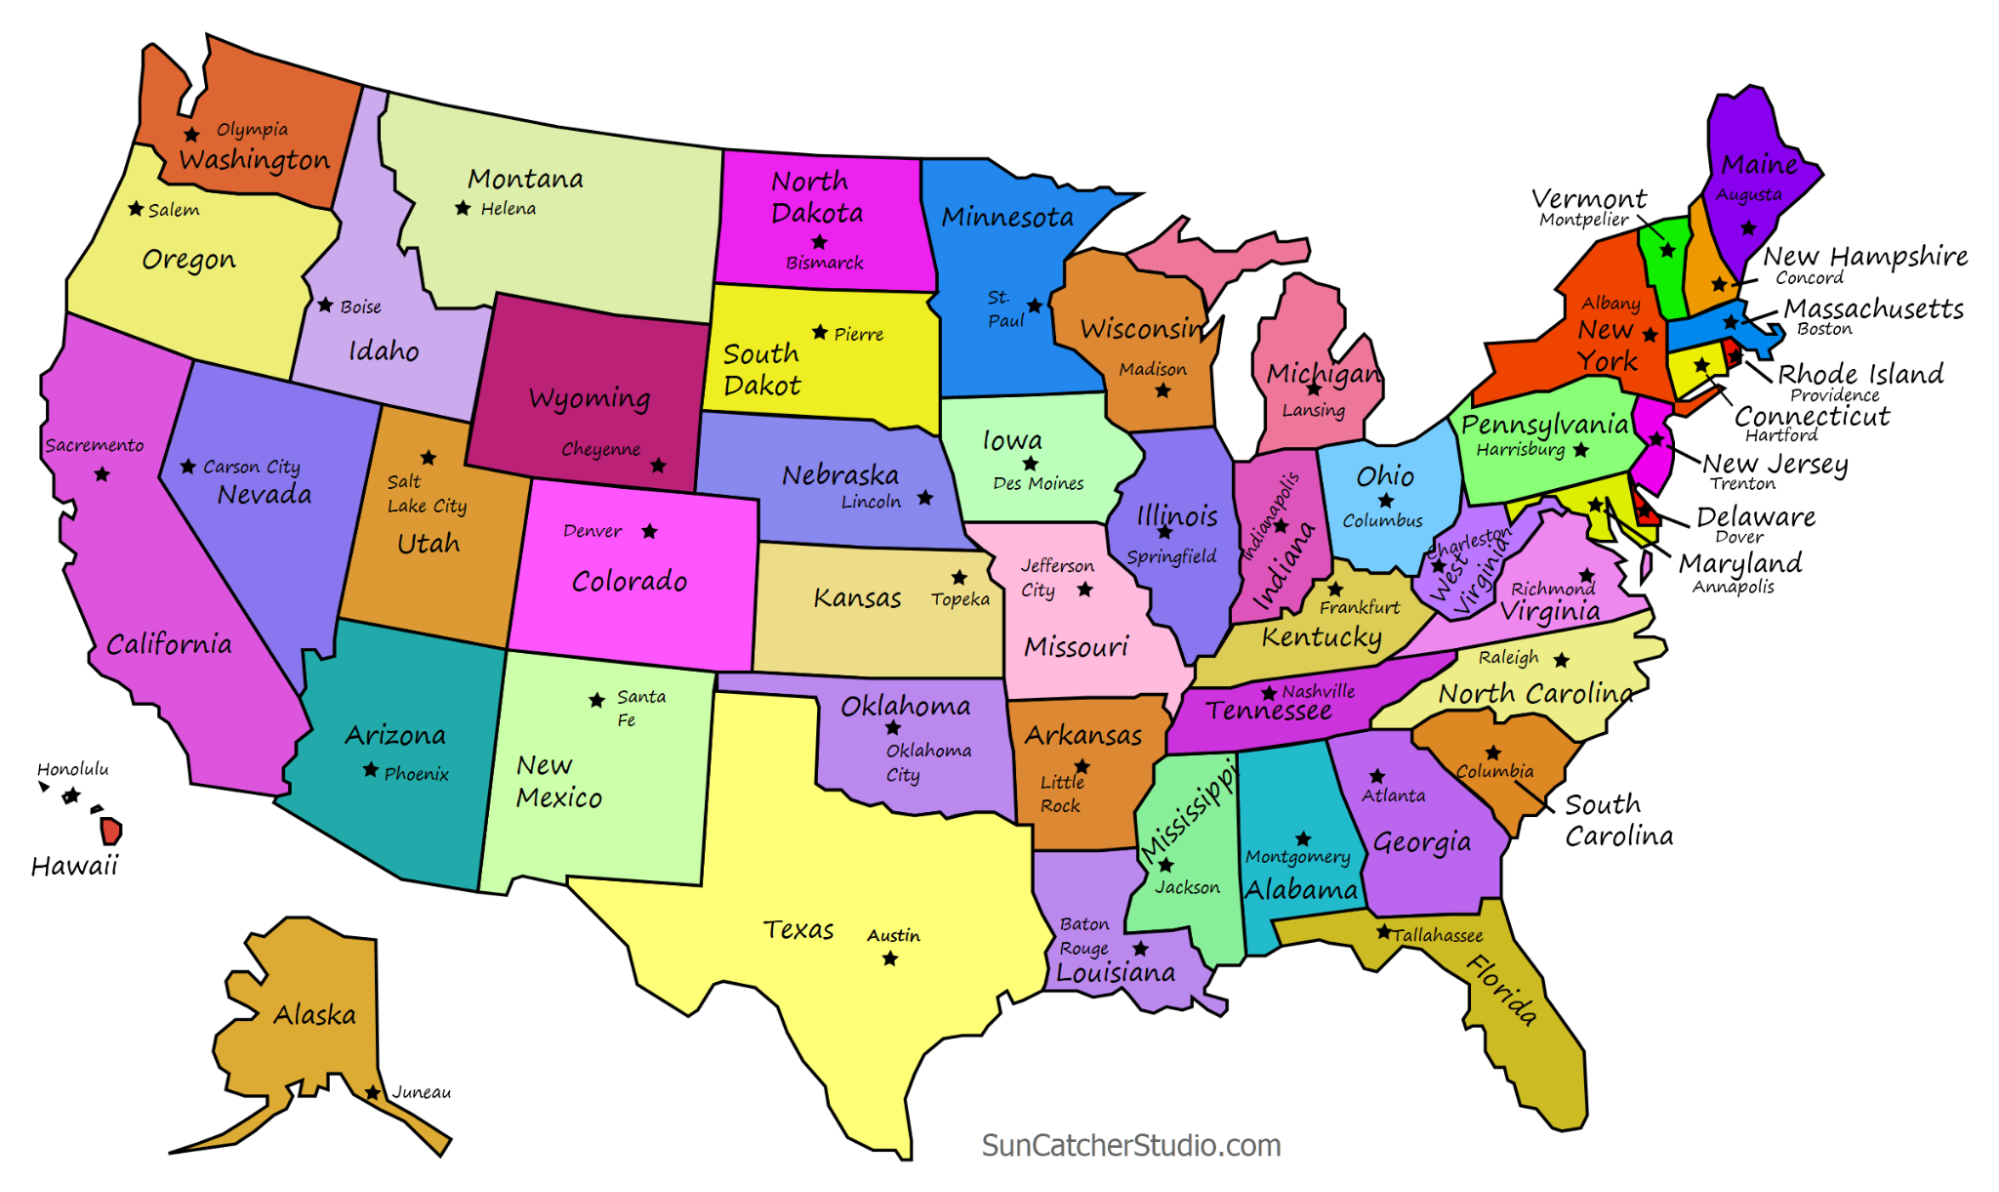 Olympia
Washington
Salem
Oregon
Boise
Idaho
Montana
Helena
North
Dakota
Bismarck
Minnesota
St.
Paul
Wisconsin
Madison
Michigan
Lansing
Wyoming
Cheyenne
South
Dakot
Pierre
Sacremento
California
Carson City
Nevada
Salt
Lake City
Utah
Denver
Colorado
Nebraska
Lincoln
Kansas
Topeka
Iowa
Des Moines
Jefferson
City
Missouri
Illinois
Springfield
Indianapolis
Indiana
Ohio
Columbus
Frankfurt
Kentucky
Nashville
Tennessee
Charleston
West
Virginia
Richmond
Virginia
Raleigh
North Carolina
Columbia
South
Carolina
Atlanta
Georgia
Montgomery
Alabama
Mississippi
Jackson
Tallahassee
Florida
Baton
Rouge
Louisiana
Arkansas
Little
Rock
Oklahoma
Oklahoma
City
Texas
Austin
Santa
Fe
New
Mexico
Arizona
Phoenix
Honolulu
Hawaii
Alaska
Juneau
Maine
Augusta
Vermont
Montpelier
New Hampshire
Concord
Albany
New
York
Massachusetts
Boston
Rhode Island
Providence
Connecticut
Hartford
Pennsylvania
Harrisburg
New Jersey
Trenton
Delaware
Dover
Maryland
Annapolis
SunCatcherStudio.com